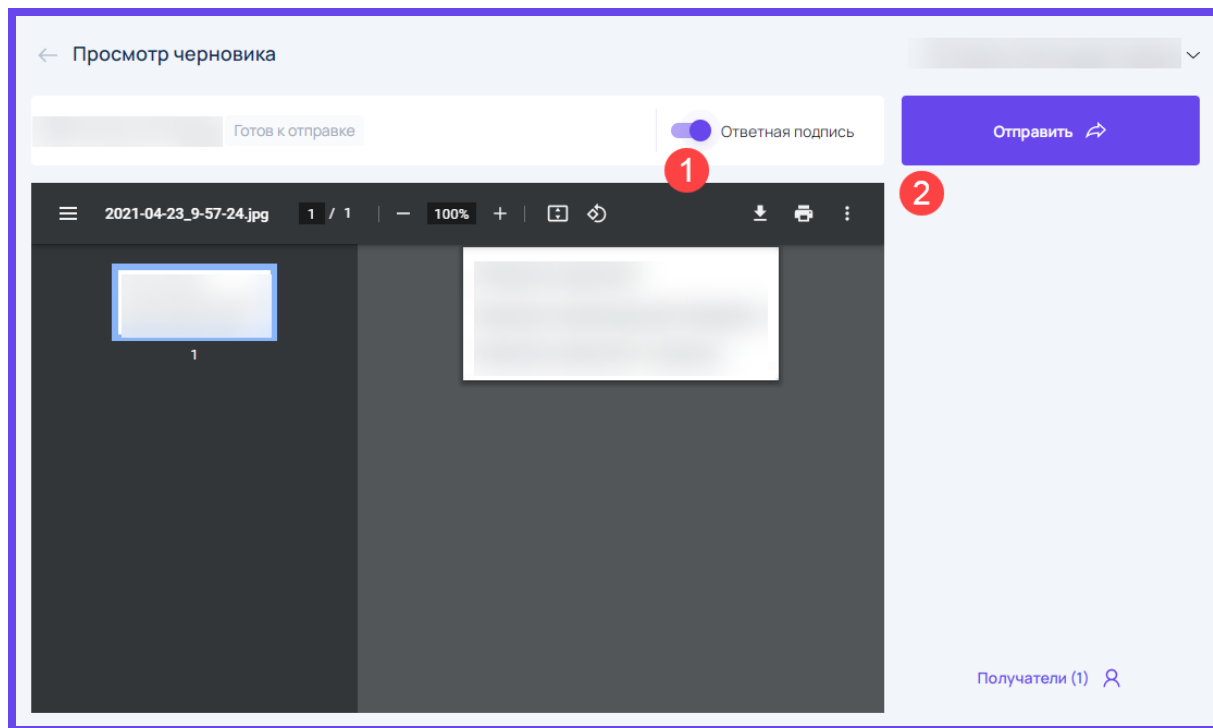 Просмотр черновика
Готов к отправке
Ответная подпись
Отправить
1
2
2021-04-23_9-57-24.jpg 1 / 1 100%
1
Получатели (1)